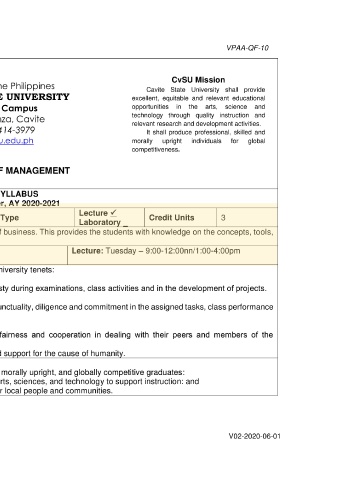 VPAA-QF-10
ne Philippines
E UNIVERSITY
Campus
nza, Cavite
414-3979
u.edu.ph
CvSU Mission
Cavite State University shall provide
excellent, equitable and relevant educational
opportunities in the arts, science and
technology through quality instruction and
relevant research and development activities.
It shall produce professional, skilled and
morally upright individuals for global
competitiveness.
F MANAGEMENT
YLLABUS
er, AY 2020-2021
Type
Lecture ✓
Laboratory _
Credit Units
3
f business. This provides the students with knowledge on the concepts, tools,
Lecture: Tuesday – 9:00-12:00nn/1:00-4:00pm
niversity tenets:
sty during examinations, class activities and in the development of projects.
unctuality, diligence and commitment in the assigned tasks, class performance
fairness and cooperation in dealing with their peers and members of the
d support for the cause of humanity.
morally upright, and globally competitive graduates:
rts, sciences, and technology to support instruction: and
r local people and communities.
V02-2020-06-01